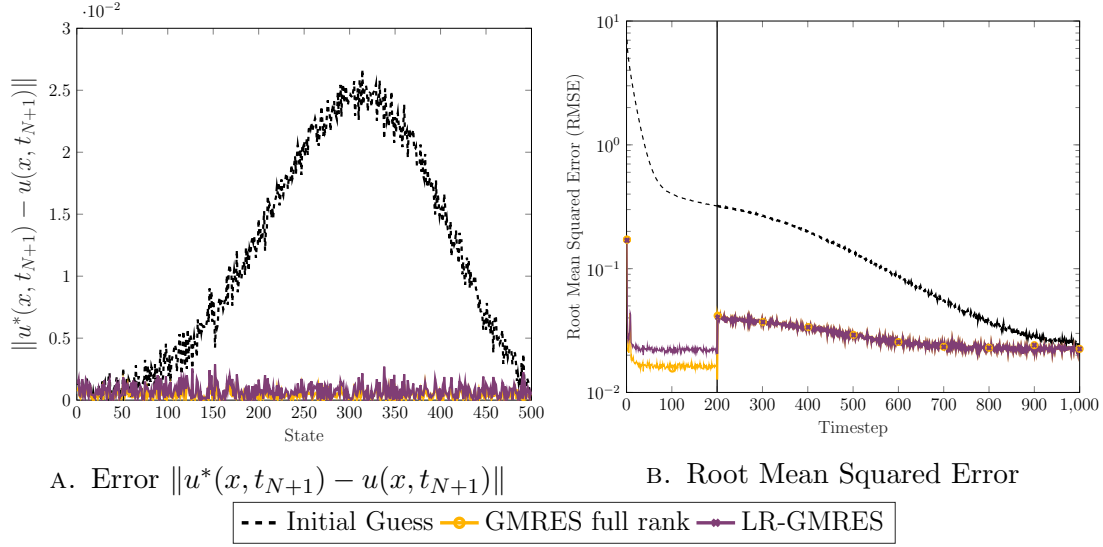 ·10⁻²
‖u*(x, t_{N+1}) − u(x, t_{N+1})‖
3
2.5
2
1.5
1
0.5
0
0 50 100 150 200 250 300 350 400 450 500
State
A. Error ‖u*(x, t_{N+1}) − u(x, t_{N+1})‖
Root Mean Squared Error (RMSE)
10¹
10⁰
10⁻¹
10⁻²
0 100 200 300 400 500 600 700 800 900 1,000
Timestep
B. Root Mean Squared Error
Initial Guess GMRES full rank LR-GMRES